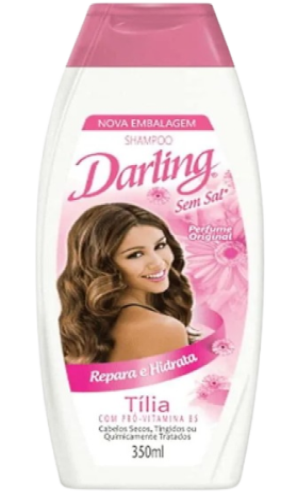 NOVA EMBALAGEM
SHAMPOO
Darling®
Sem Sal*
Perfume
Original
Repara e Hidrata
Tília
COM PRÓ-VITAMINA B5
Cabelos Secos, Tingidos ou
Quimicamente Tratados
350ml